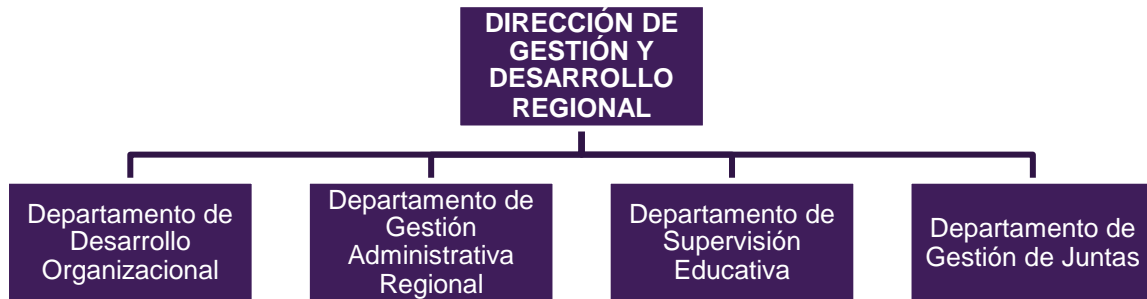 DIRECCIÓN DE
GESTIÓN Y
DESARROLLO
REGIONAL
Departamento de
Desarrollo
Organizacional
Departamento de
Gestión
Administrativa
Regional
Departamento de
Supervisión
Educativa
Departamento de
Gestión de Juntas